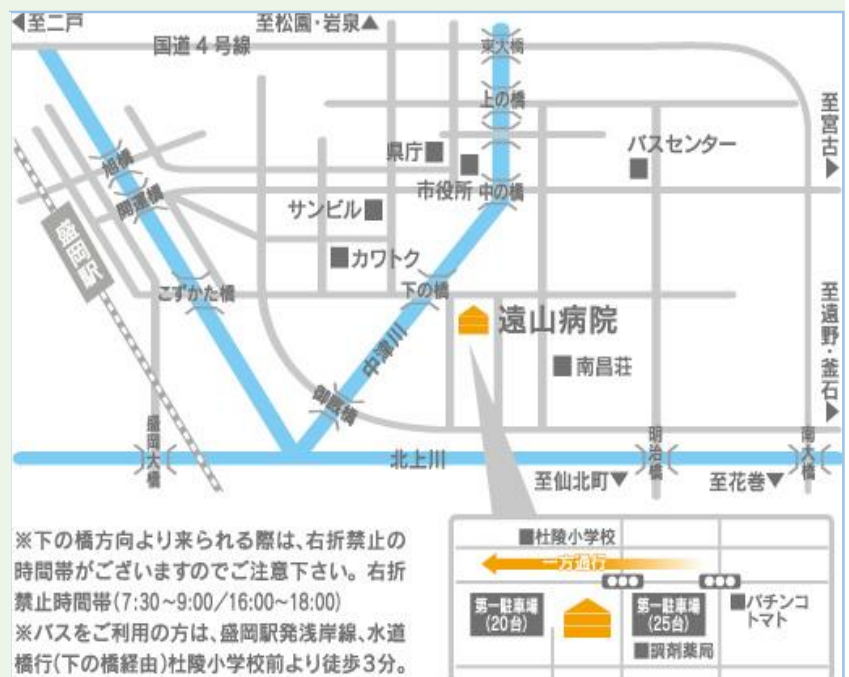 ◀至二戸
至松園・岩泉▲
国道4号線
東大橋
上の橋
至宮古▶
県庁■
バスセンター
■
旭橋
市役所
中の橋
開運橋
サンビル■
盛岡駅
■カワトク
こずかた橋
下の橋
至遠野・釜石▶
遠山病院
中津川
■南昌荘
御厩橋
盛岡大橋
北上川
明治橋
南大橋
至仙北町▼
至花巻▼
※下の橋方向より来られる際は、右折禁止の
時間帯がございますのでご注意下さい。右折
禁止時間帯(7:30～9:00/16:00～18:00)
※バスをご利用の方は、盛岡駅発浅岸線、水道
橋行(下の橋経由)杜陵小学校前より徒歩3分。
■杜陵小学校
一方通行
第一駐車場
(20台)
第一駐車場
(25台)
■パチンコ
トマト
■調剤薬局